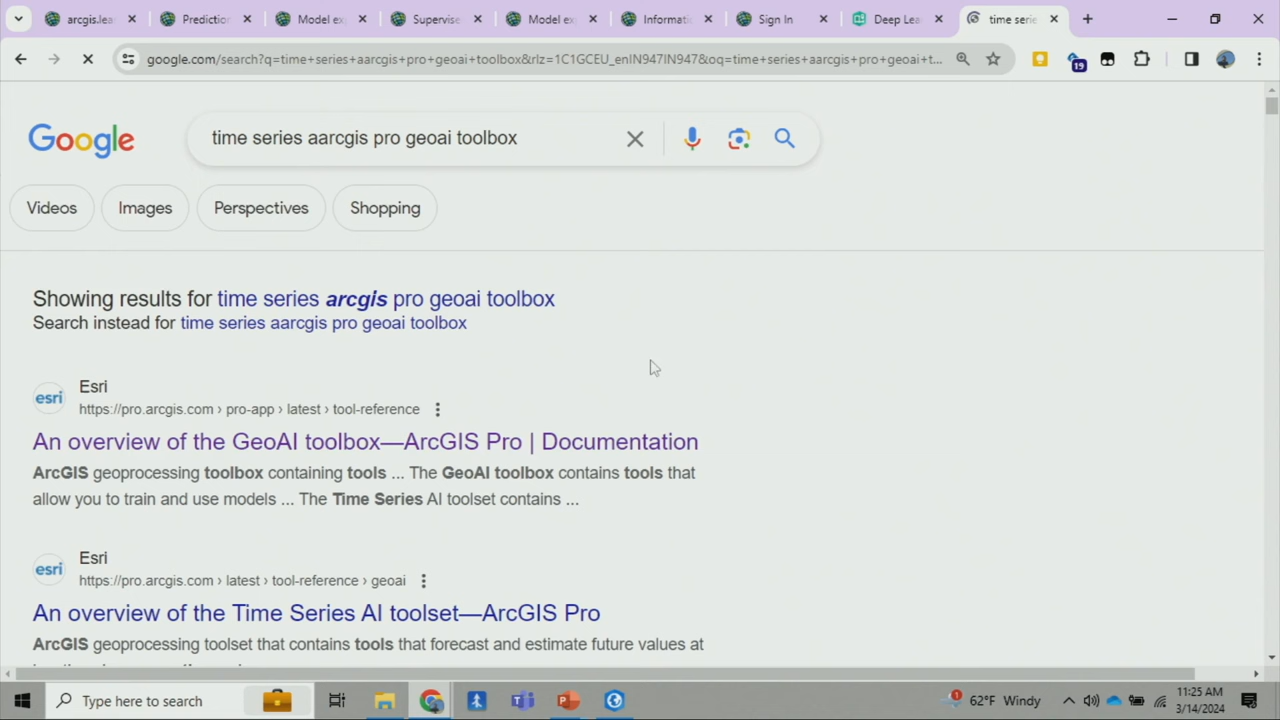 arcgis.lea
Prediction
Model ex
Supervise
Model ex
Informati
Sign In
Deep Lea
time serie
google.com/search?q=time+series+aarcgis+pro+geoai+toolbox&rlz=1C1GCEU_enIN947IN947&oq=time+series+aarcgis+pro+geoai+t...
19
Google
time series aarcgis pro geoai toolbox
Videos
Images
Perspectives
Shopping
Showing results for time series arcgis pro geoai toolbox
Search instead for time series aarcgis pro geoai toolbox
esri
Esri
https://pro.arcgis.com › pro-app › latest › tool-reference
An overview of the GeoAI toolbox—ArcGIS Pro | Documentation
ArcGIS geoprocessing toolbox containing tools ... The GeoAI toolbox contains tools that
allow you to train and use models ... The Time Series AI toolset contains ...
esri
Esri
https://pro.arcgis.com › latest › tool-reference › geoai
An overview of the Time Series AI toolset—ArcGIS Pro
ArcGIS geoprocessing toolset that contains tools that forecast and estimate future values at
Type here to search
1
62°F Windy
11:25 AM
3/14/2024